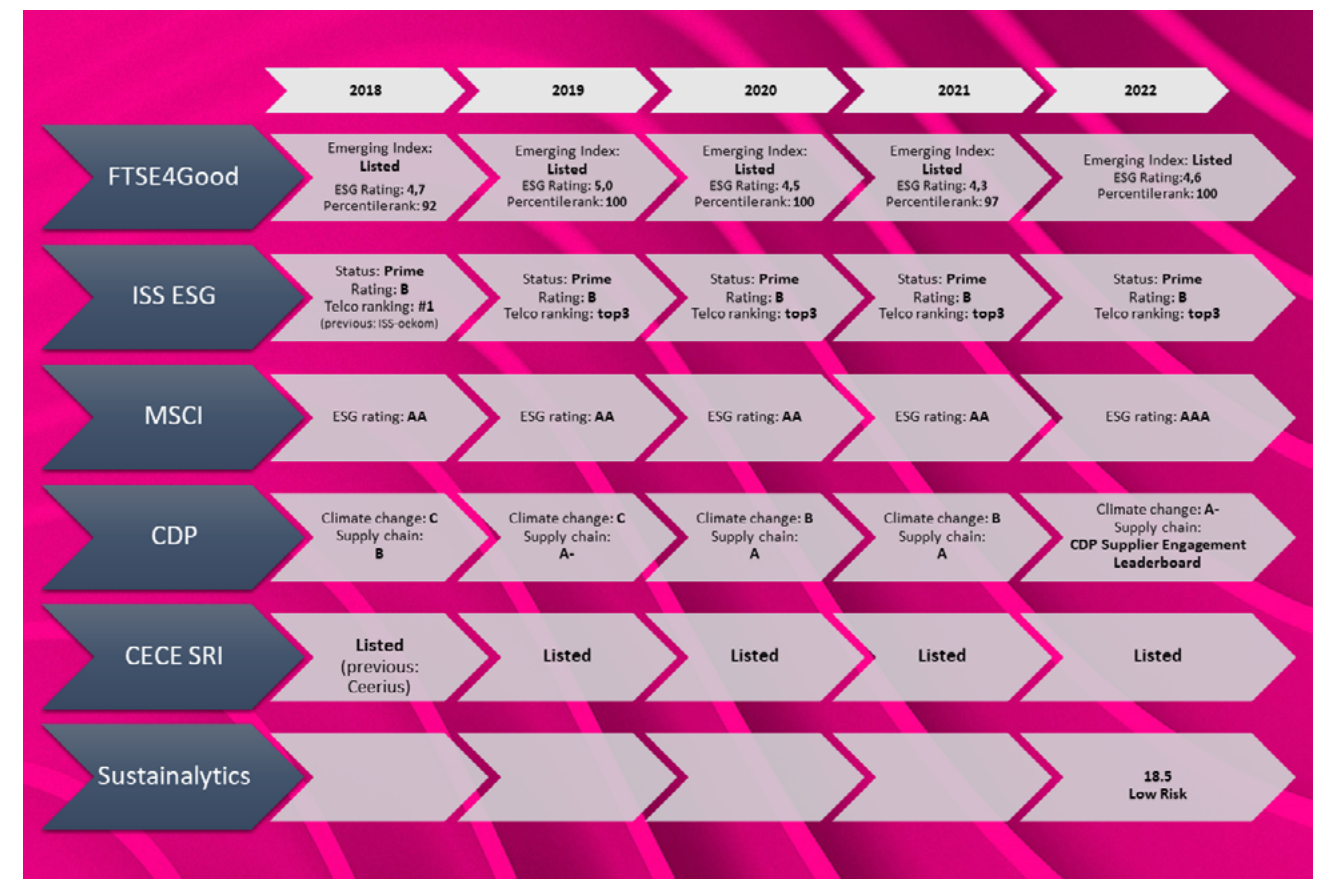 2018 2019 2020 2021 2022
FTSE4Good
Emerging Index:
Listed
ESG Rating: 4,7
Percentilerank: 92
Emerging Index:
Listed
ESG Rating: 5,0
Percentilerank: 100
Emerging Index:
Listed
ESG Rating: 4,5
Percentilerank: 100
Emerging Index:
Listed
ESG Rating: 4,3
Percentilerank: 97
Emerging Index: Listed
ESG Rating:4,6
Percentilerank: 100
ISS ESG
Status: Prime
Rating: B
Telco ranking: #1
(previous: ISS-oekom)
Status: Prime
Rating: B
Telco ranking: top3
Status: Prime
Rating: B
Telco ranking: top3
Status: Prime
Rating: B
Telco ranking: top3
Status: Prime
Rating: B
Telco ranking: top3
MSCI
ESG rating: AA
ESG rating: AA
ESG rating: AA
ESG rating: AA
ESG rating: AAA
CDP
Climate change: C
Supply chain:
B
Climate change: C
Supply chain:
A-
Climate change: B
Supply chain:
A
Climate change: B
Supply chain:
A
Climate change: A-
Supply chain:
CDP Supplier Engagement
Leaderboard
CECE SRI
Listed
(previous:
Ceerius)
Listed
Listed
Listed
Listed
Sustainalytics
18.5
Low Risk